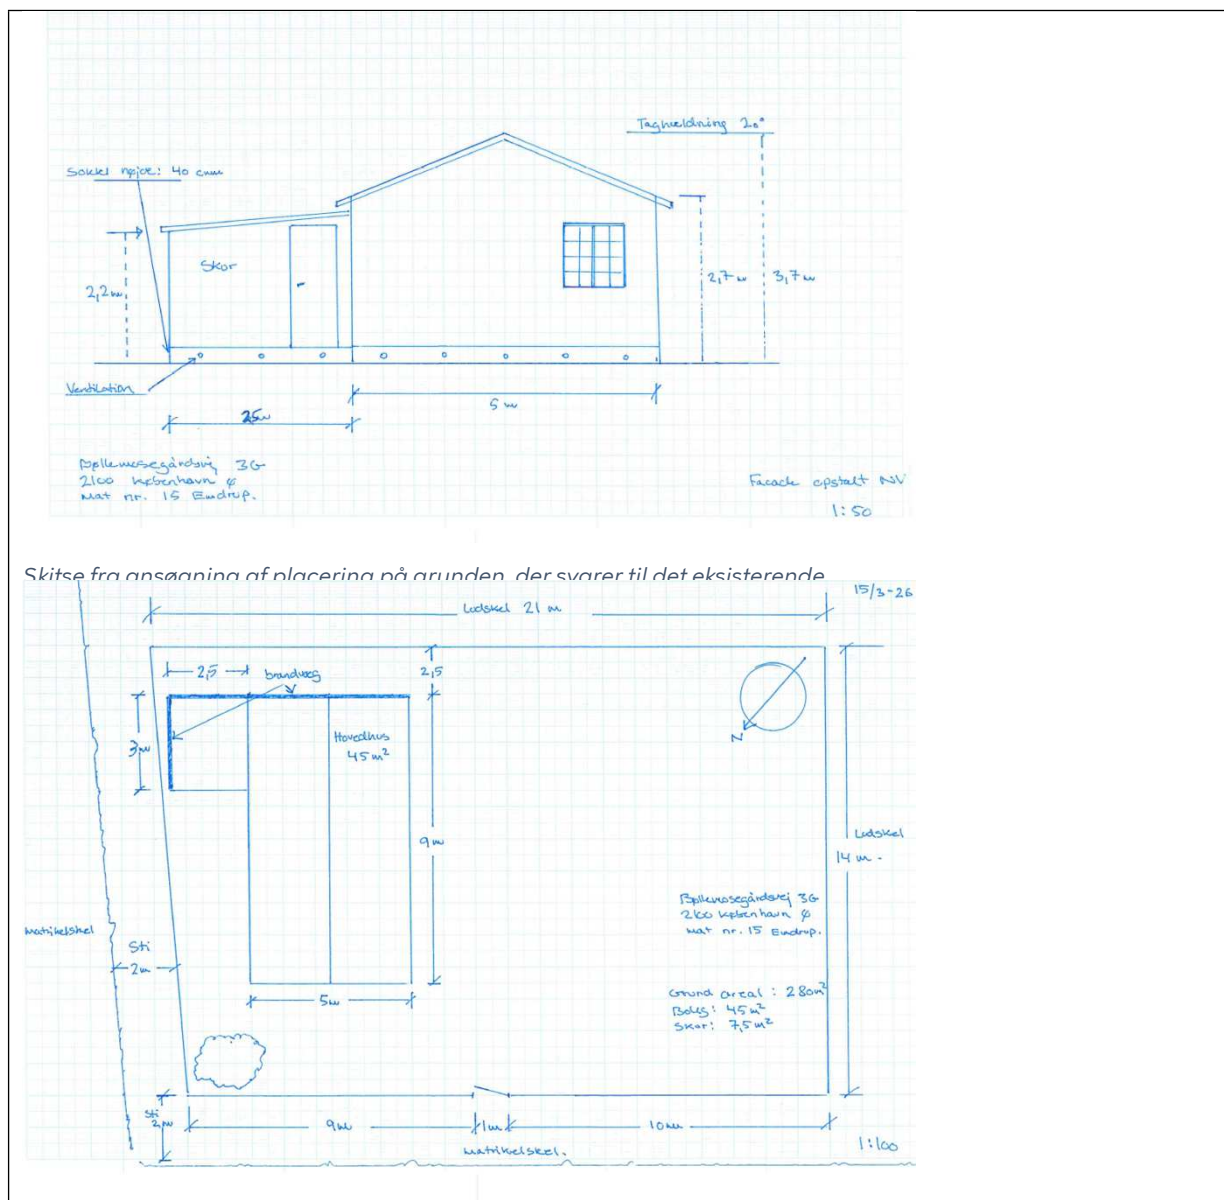 Taghældning 20°
Sokkel højde: 40 cmm
Skur
2,2 m
2,7 m
3,7 m
Ventilation
5 m
2,5 m
Bøllemosegårdsvej 3G
2100 København Ø
Mat nr. 15 Emdrup.
Facade opstalt NV
1:50
Skitse fra ansøgning af placering på grunden, der svarer til det eksisterende
15/3-26
Lodskel 21 m
2,5
brandvæg
2,5
N
3 m
Hovedhus
45 m²
9 m
Lodskel
14 m.
Bøllemosegårdsvej 3G
2100 København Ø
Mat nr. 15 Emdrup.
Matrikelskel
Sti
2m
5 m
Grund areal : 280m²
Bolig: 45 m²
Skur: 7,5 m²
Sti
2 m
9 m
1 m
10 m
Matrikelskel.
1:100